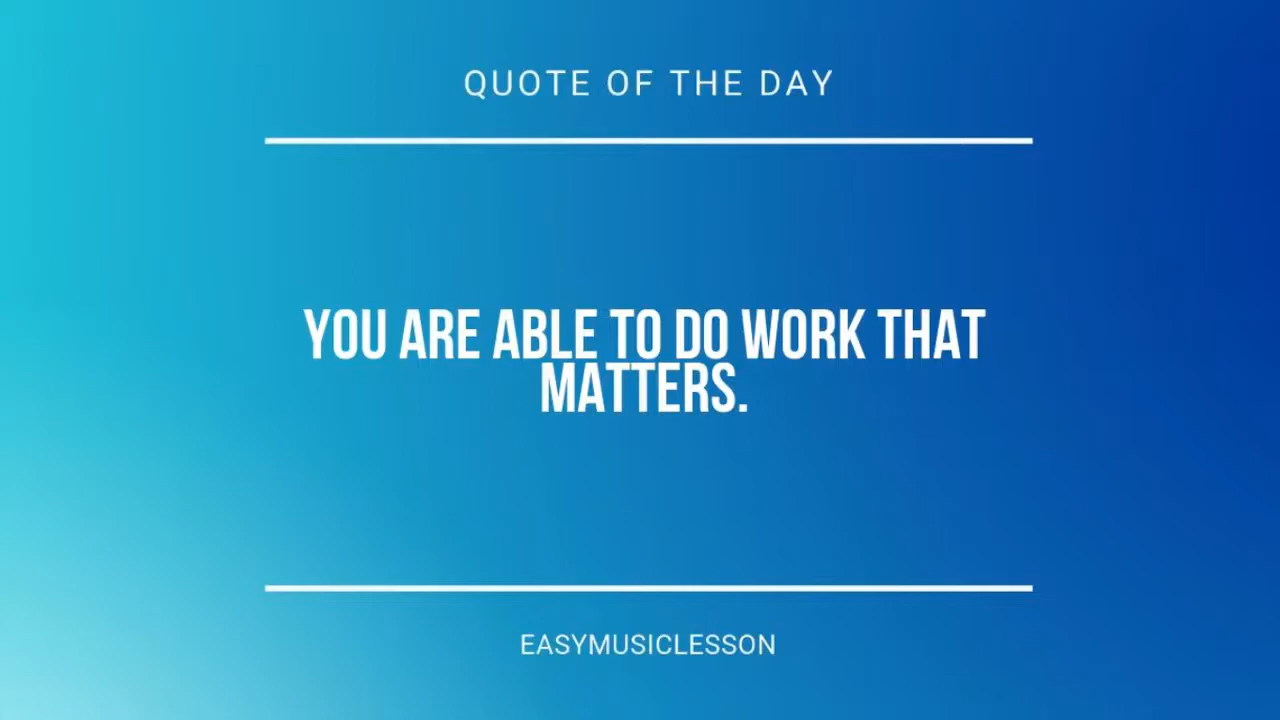 QUOTE OF THE DAY
YOU ARE ABLE TO DO WORK THAT
MATTERS.
EASYMUSICLESSON